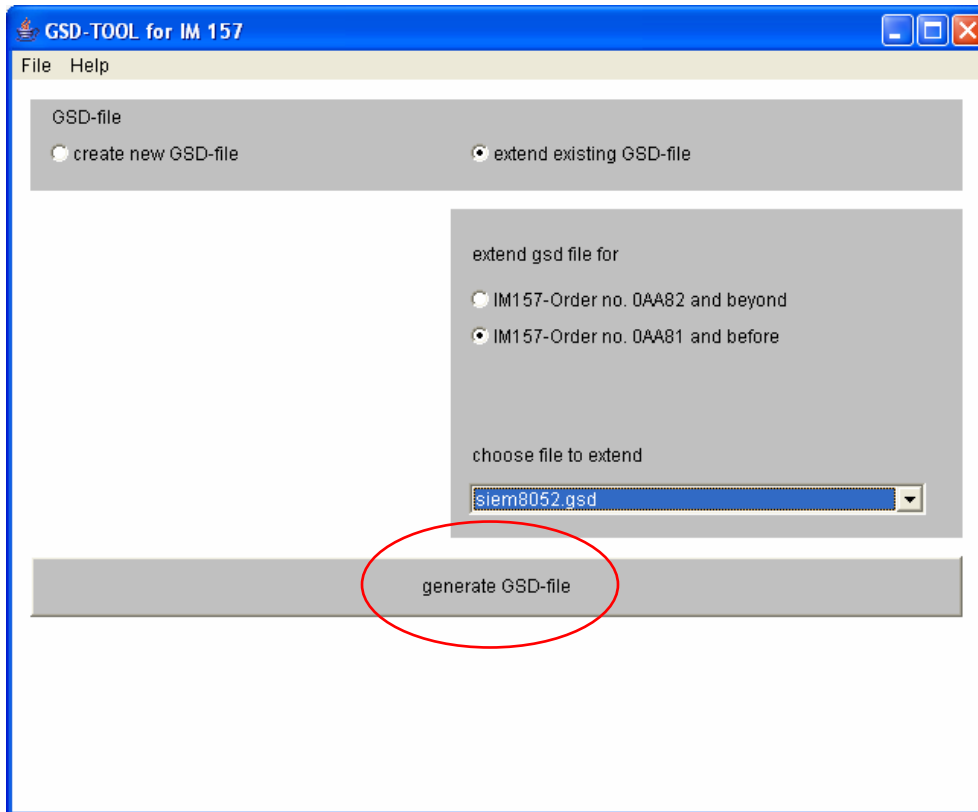 GSD-TOOL for IM 157
File Help
GSD-file
create new GSD-file
extend existing GSD-file
extend gsd file for
IM157-Order no. 0AA82 and beyond
IM157-Order no. 0AA81 and before
choose file to extend
siem8052.gsd
generate GSD-file